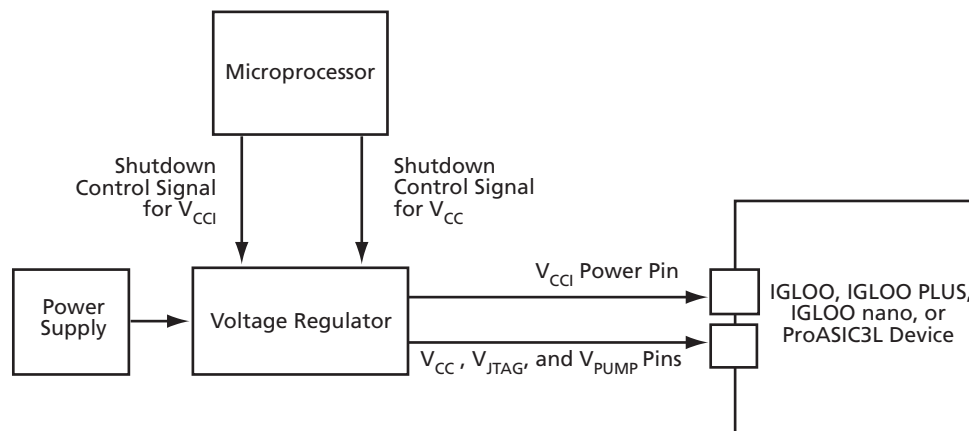 Microprocessor
Shutdown
Control Signal
for VCCI
Shutdown
Control Signal
for VCC
Power
Supply
Voltage Regulator
VCCI Power Pin
VCC , VJTAG, and VPUMP Pins
IGLOO, IGLOO PLUS,
IGLOO nano, or
ProASIC3L Device